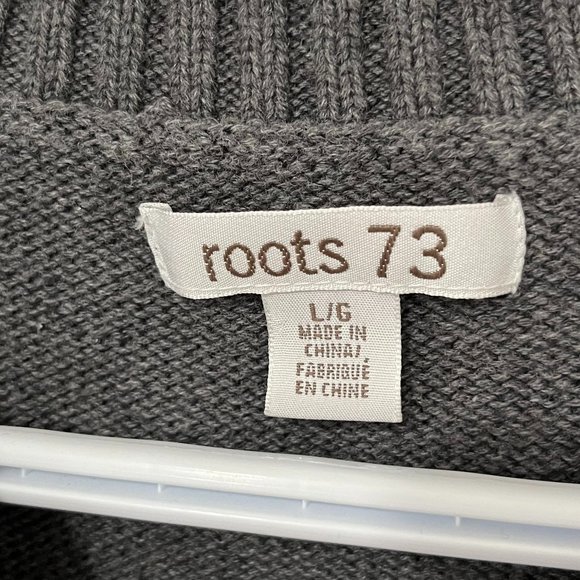 roots 73
L/G
MADE IN
CHINA/,
FABRIQUÉ
EN CHINE